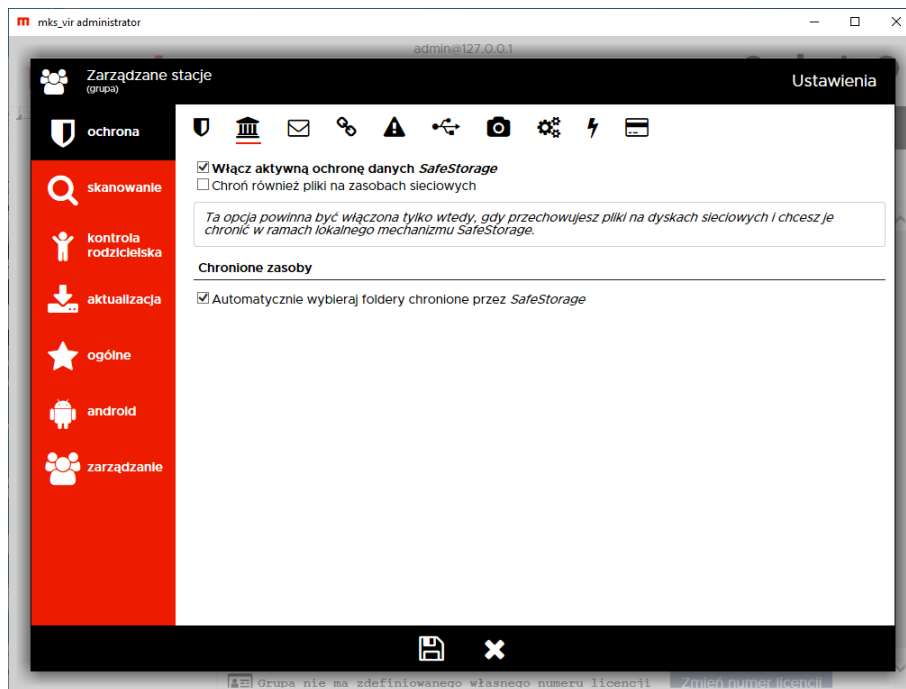 mks_vir administrator
admin@127.0.0.1
Zarządzane stacje
(grupa)
Ustawienia
ochrona
skanowanie
kontrola
rodzicielska
aktualizacja
ogólne
android
zarządzanie
Włącz aktywną ochronę danych SafeStorage
Chroń również pliki na zasobach sieciowych
Ta opcja powinna być włączona tylko wtedy, gdy przechowujesz pliki na dyskach sieciowych i chcesz je
chronić w ramach lokalnego mechanizmu SafeStorage.
Chronione zasoby
Automatycznie wybieraj foldery chronione przez SafeStorage
Grupa nie ma zdefiniowanego własnego numeru licencji
Zmień numer licencji